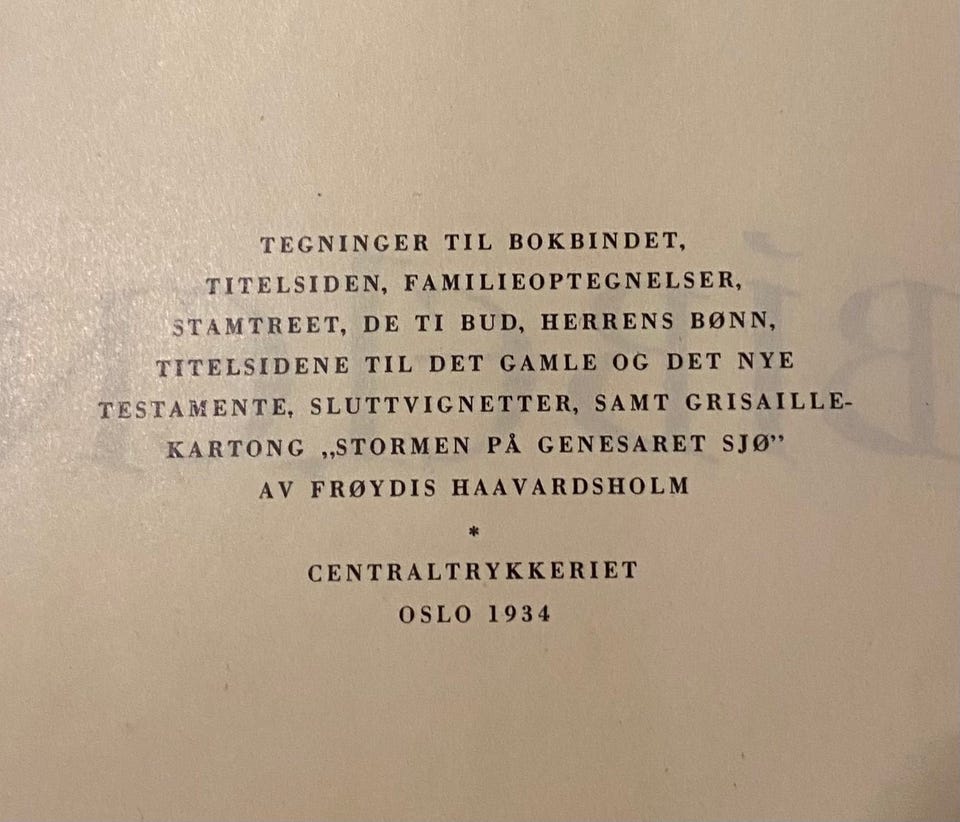 TEGNINGER TIL BOKBINDET,
TITELSIDEN, FAMILIEOPTEGNELSER,
STAMTREET, DE TI BUD, HERRENS BØNN,
TITELSIDENE TIL DET GAMLE OG DET NYE
TESTAMENTE, SLUTTVIGNETTER, SAMT GRISAILLE-
KARTONG „STORMEN PÅ GENESARET SJØ”
AV FRØYDIS HAAVARDSHOLM
*
CENTRALTRYKKERIET
OSLO 1934